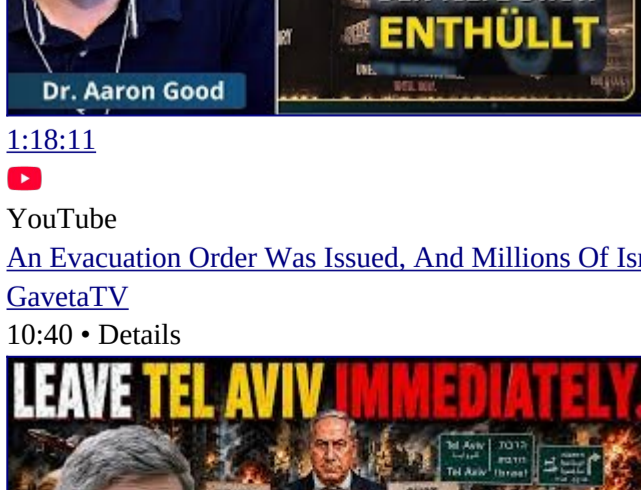 ENTHÜLLT
Dr. Aaron Good
1:18:11
YouTube
An Evacuation Order Was Issued, And Millions Of
GavetaTV
10:40 • Details
LEAVE TEL AVIV IMMEDIATELY
Tel Aviv
Tel Aviv